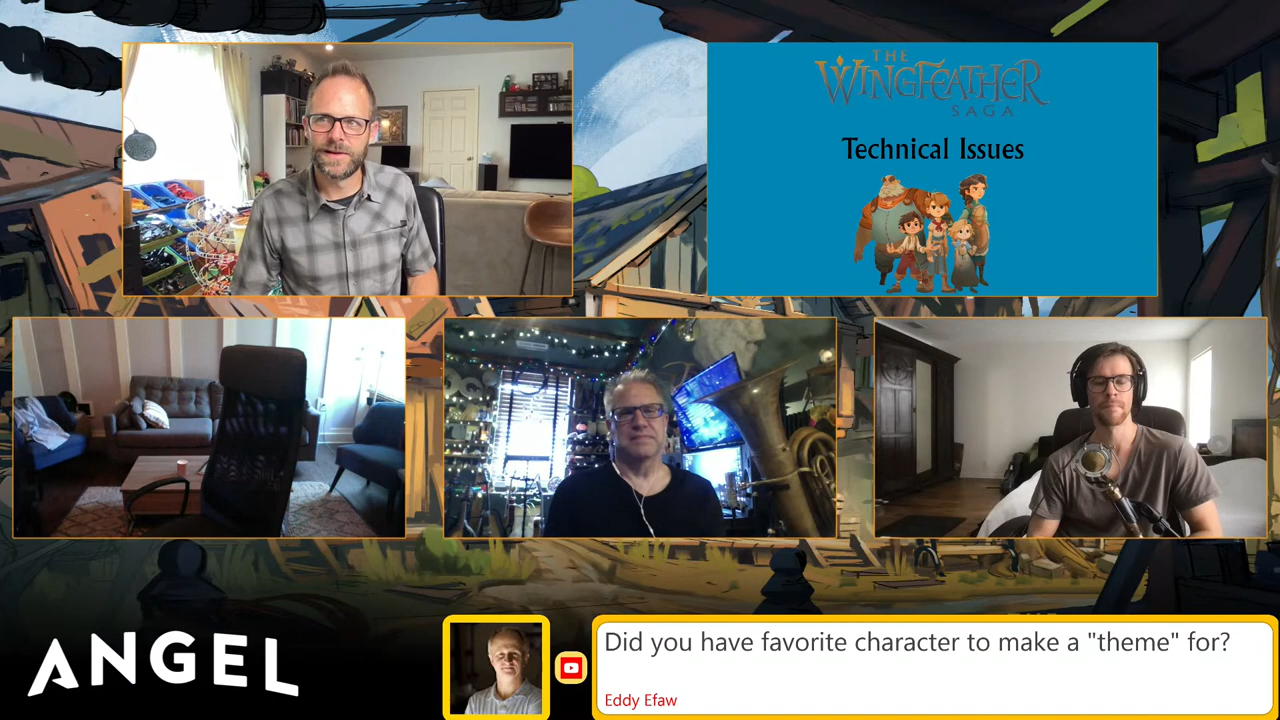 THE
WINGFEATHER
SAGA
Technical Issues
ANGEL
Did you have favorite character to make a "theme" for?
Eddy Efaw